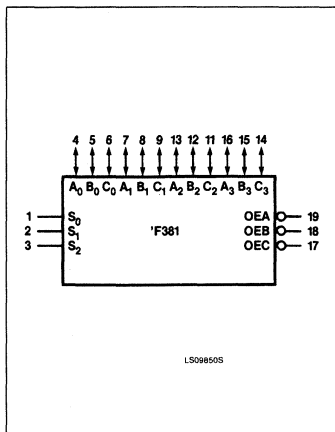 4 5 6 7 8 9 13 12 11 16 15 14
A0 B0 C0 A1 B1 C1 A2 B2 C2 A3 B3 C3
1 S0 'F381 OEA 19
2 S1 OEB 18
3 S2 OEC 17
LS09850S